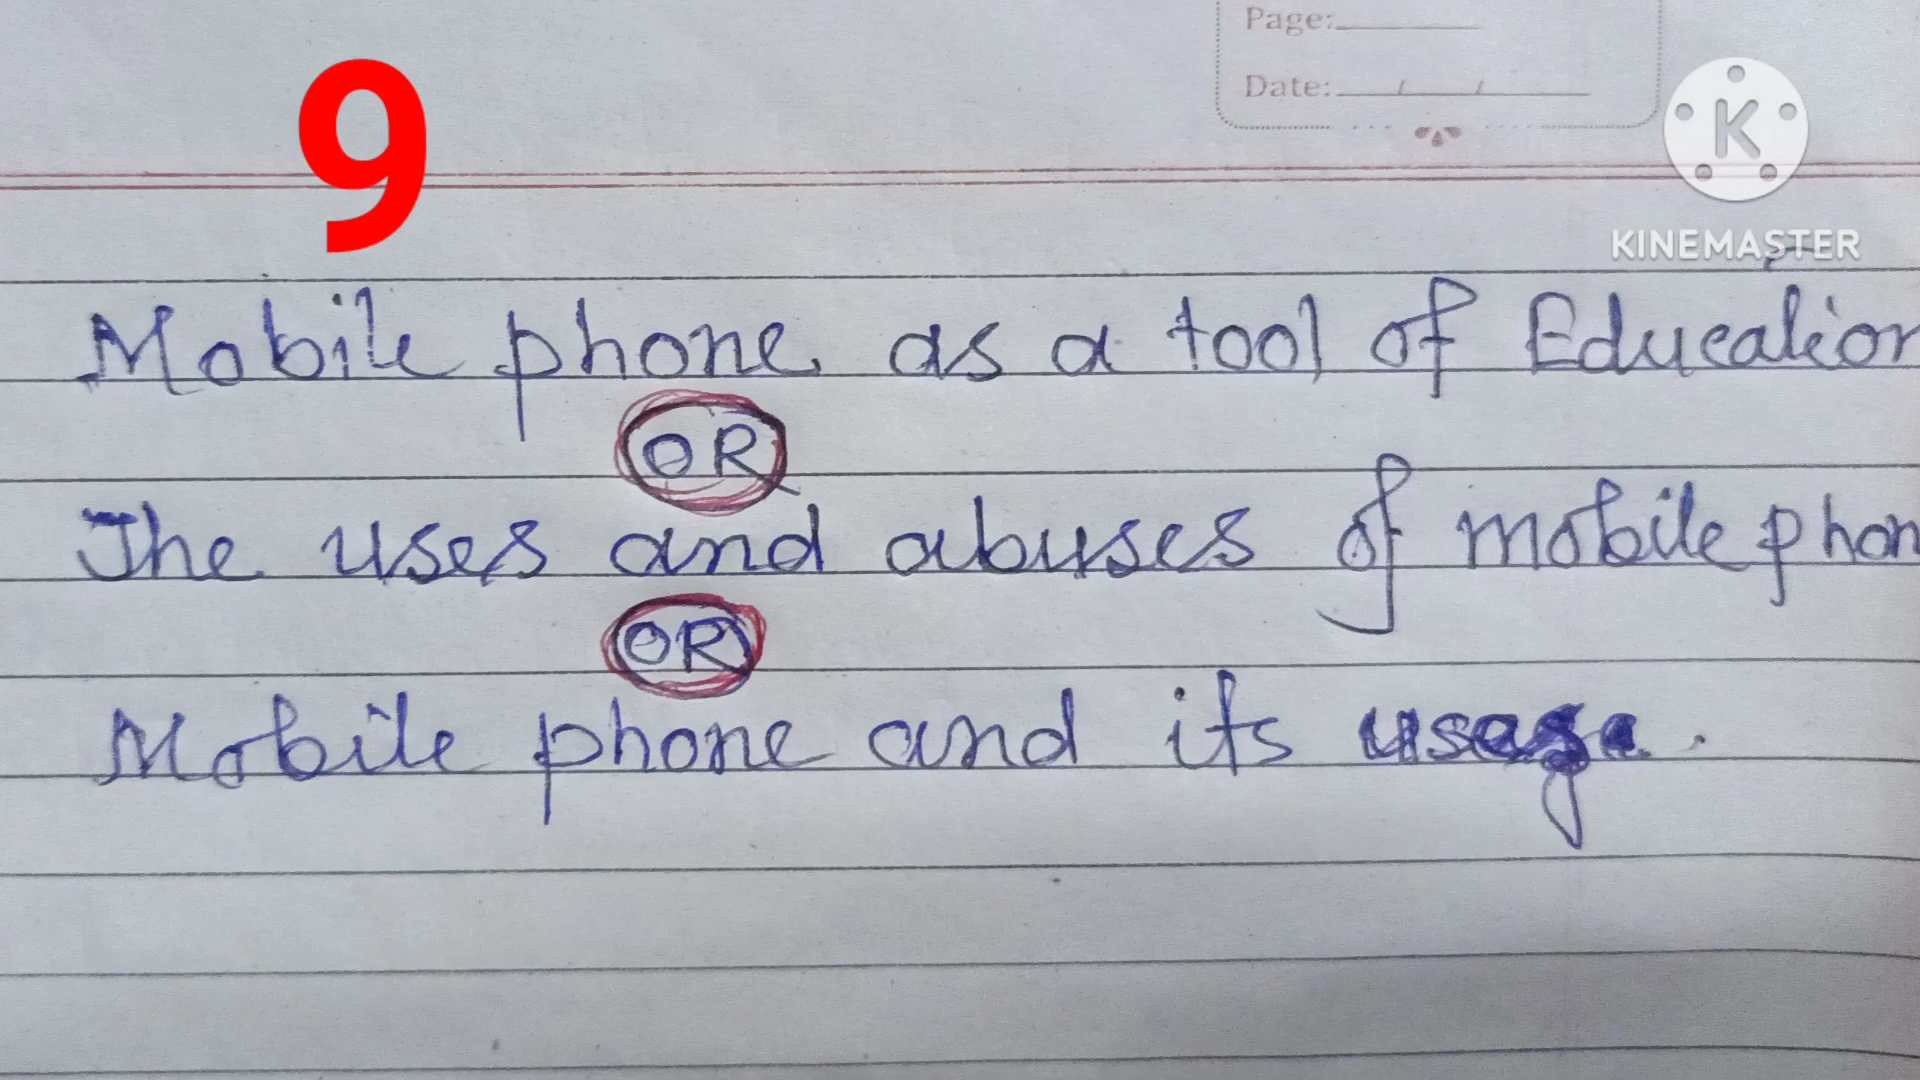 Page:
Date: / /
9
KINEMASTER
Mobile phone as a tool of Education
OR
The uses and abuses of mobile phon
OR
Mobile phone and its usage.